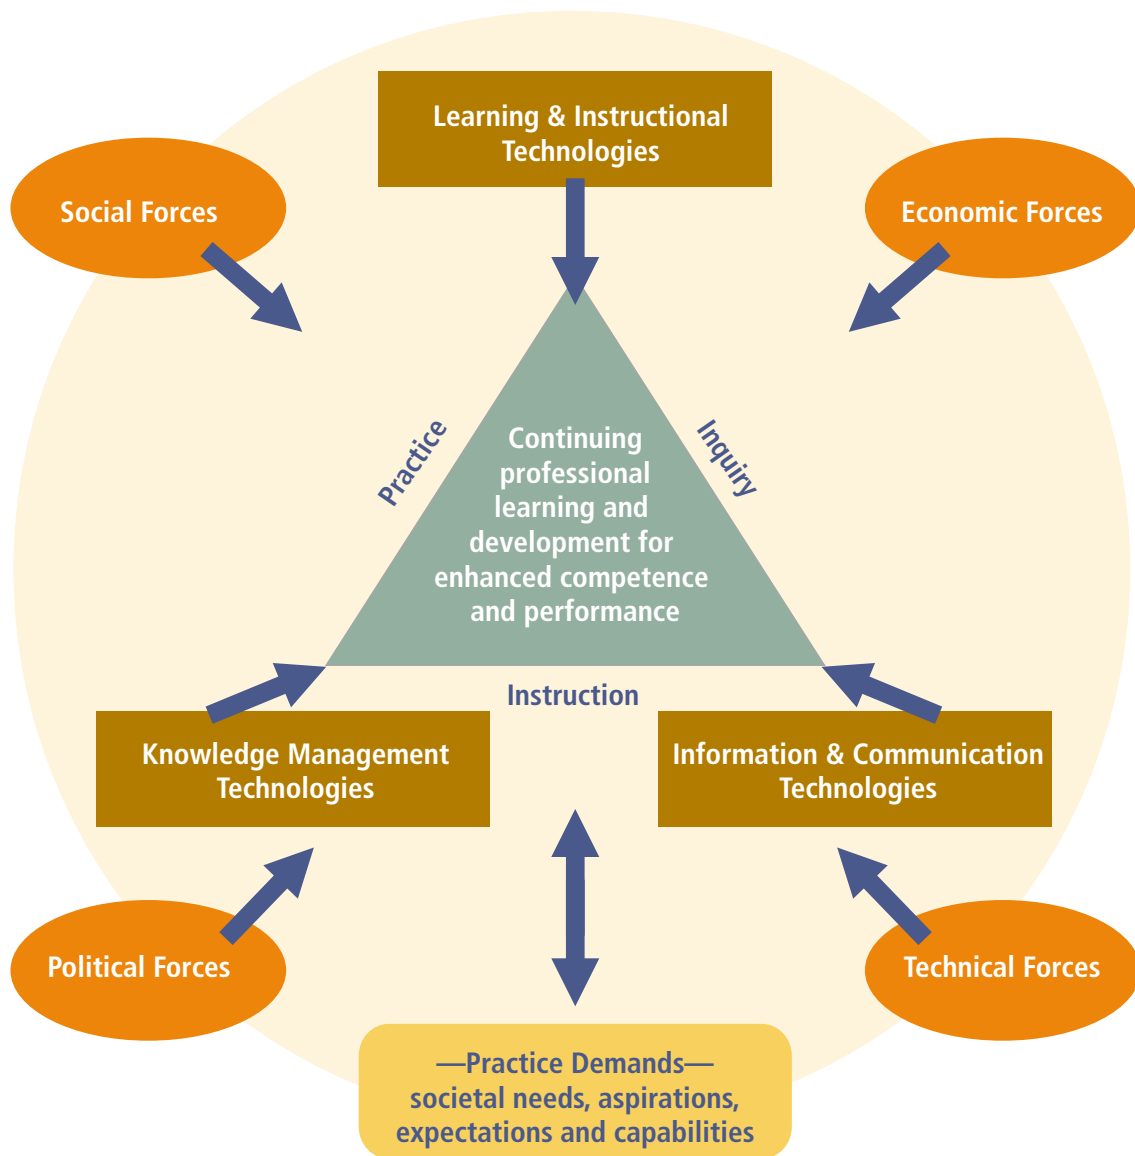 Learning & Instructional
Technologies
Social Forces
Economic Forces
Practice
Inquiry
Continuing
professional
learning and
development for
enhanced competence
and performance
Instruction
Knowledge Management
Technologies
Information & Communication
Technologies
Political Forces
Technical Forces
—Practice Demands—
societal needs, aspirations,
expectations and capabilities